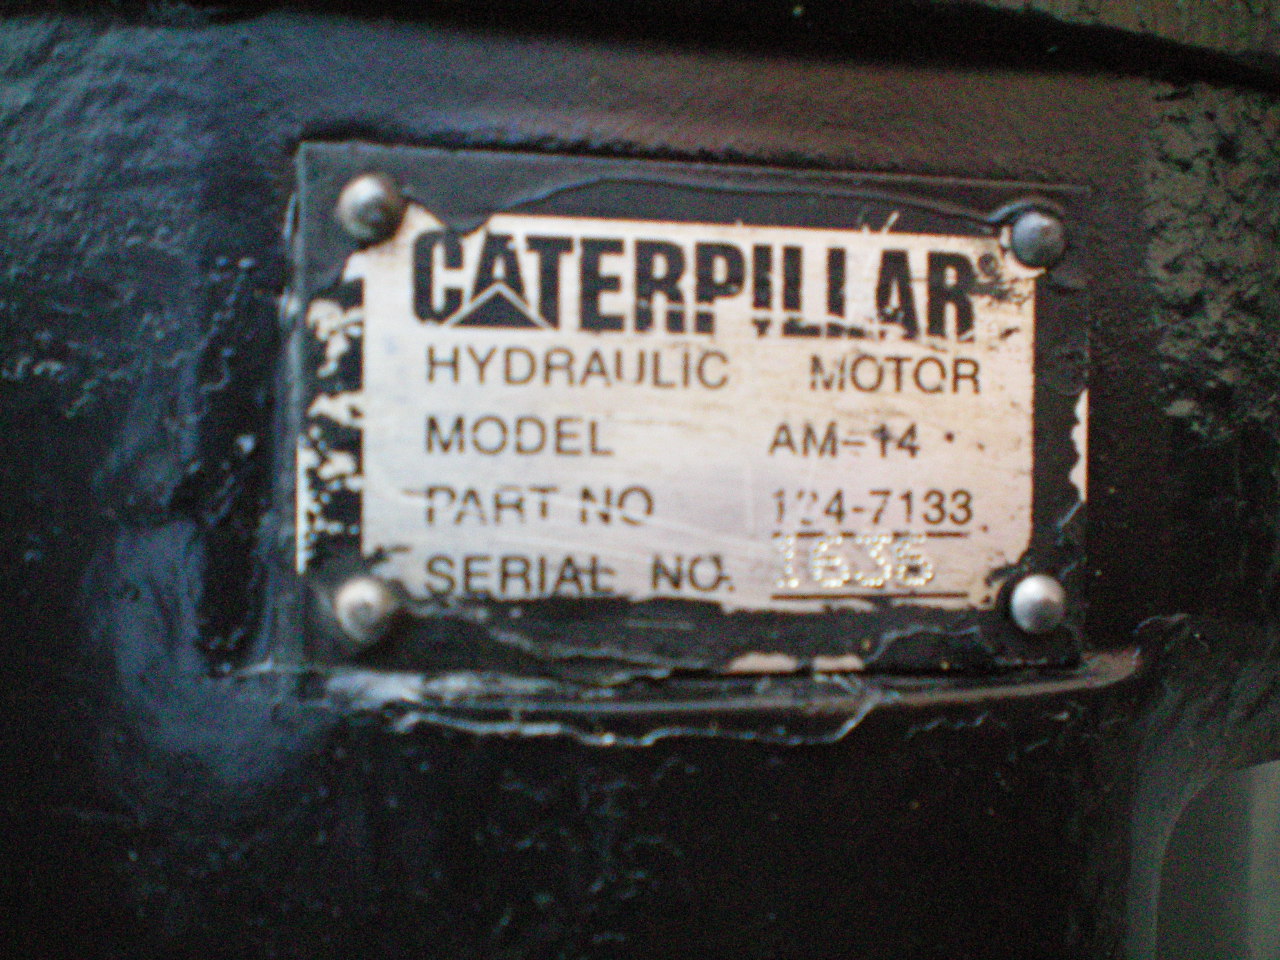 CATERPILLAR®
HYDRAULIC MOTOR
MODEL AM-14
PART NO 124-7133
SERIAL NO. 1636